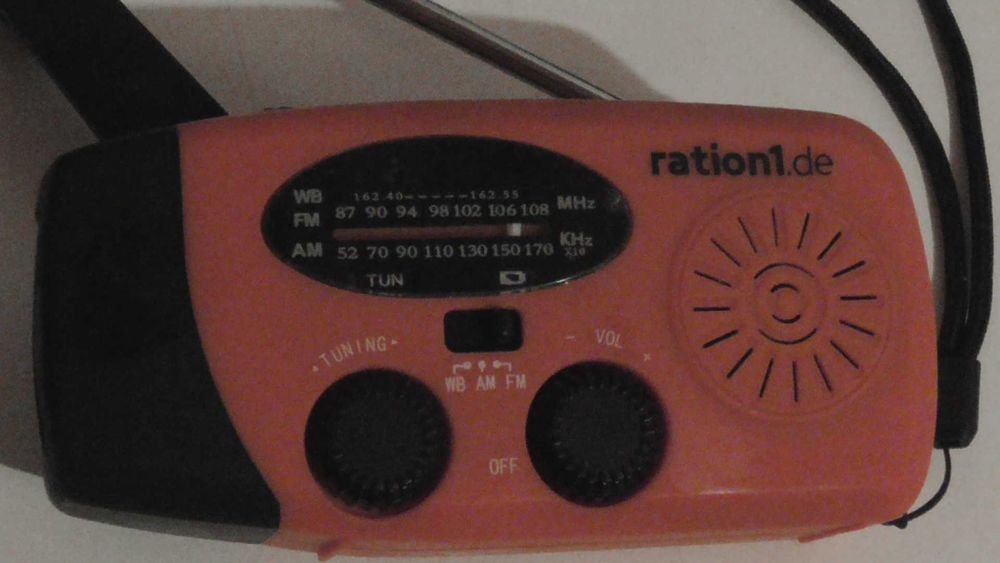 ration1.de
WB 162.40-----162.55
FM 87 90 94 98 102 106 108 MHz
AM 52 70 90 110 130 150 170 KHz
X10
TUN
TUNING
- VOL +
WB AM FM
OFF